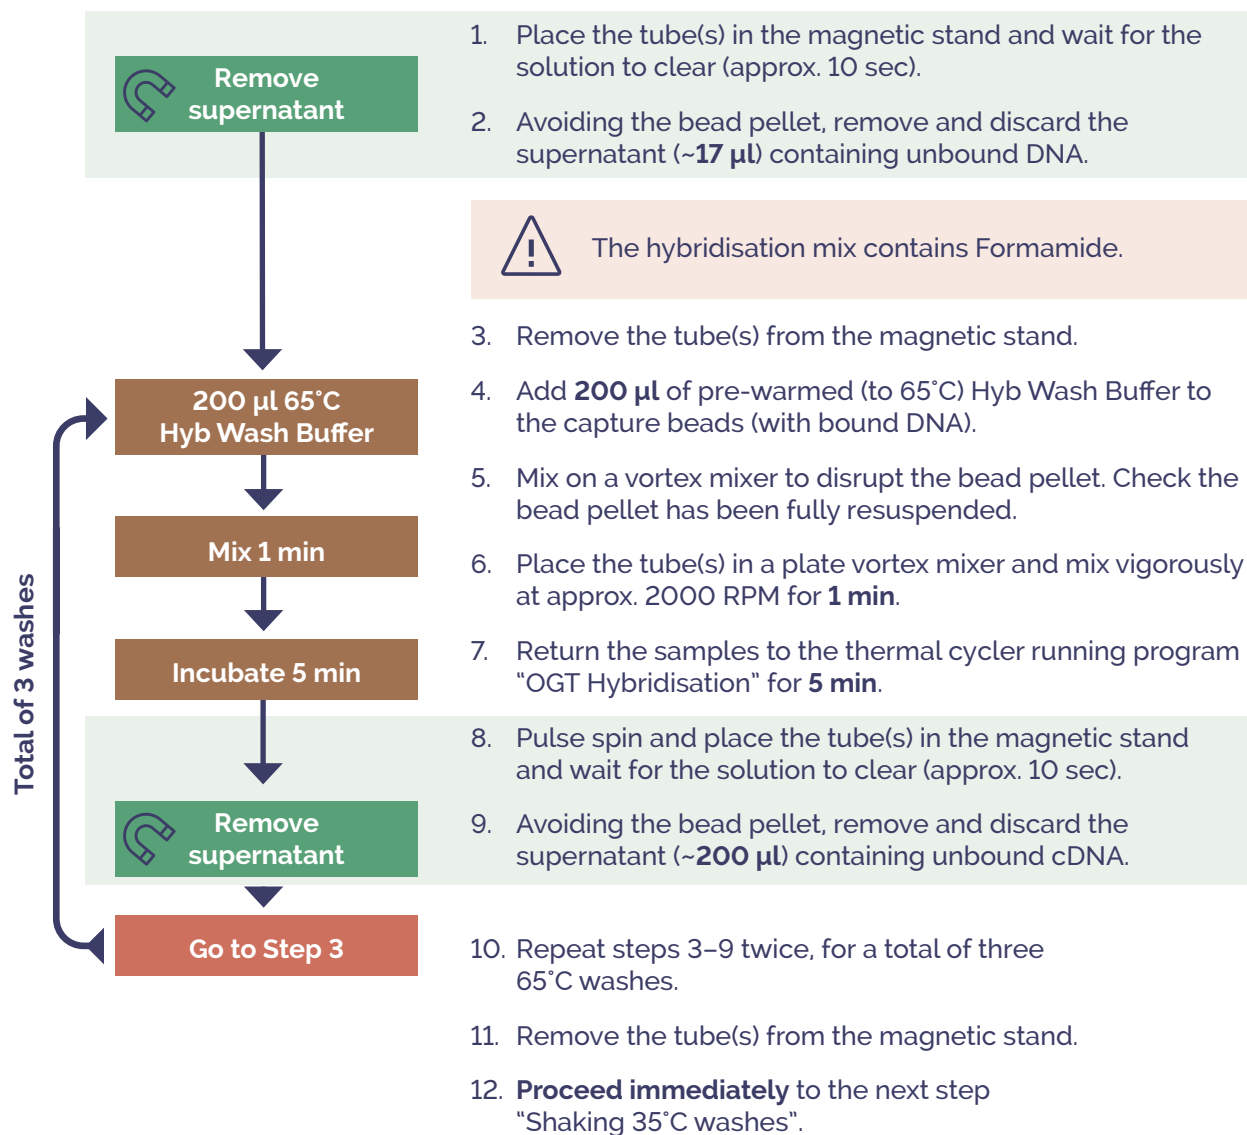 1. Place the tube(s) in the magnetic stand and wait for the
solution to clear (approx. 10 sec).
Remove
supernatant
2. Avoiding the bead pellet, remove and discard the
supernatant (~17 µl) containing unbound DNA.
The hybridisation mix contains Formamide.
3. Remove the tube(s) from the magnetic stand.
200 µl 65°C
Hyb Wash Buffer
4. Add 200 µl of pre-warmed (to 65°C) Hyb Wash Buffer to
the capture beads (with bound DNA).
5. Mix on a vortex mixer to disrupt the bead pellet. Check the
bead pellet has been fully resuspended.
Mix 1 min
6. Place the tube(s) in a plate vortex mixer and mix vigorously
at approx. 2000 RPM for 1 min.
Total of 3 washes
Incubate 5 min
7. Return the samples to the thermal cycler running program
"OGT Hybridisation" for 5 min.
8. Pulse spin and place the tube(s) in the magnetic stand
and wait for the solution to clear (approx. 10 sec).
Remove
supernatant
9. Avoiding the bead pellet, remove and discard the
supernatant (~200 µl) containing unbound cDNA.
Go to Step 3
10. Repeat steps 3–9 twice, for a total of three
65°C washes.
11. Remove the tube(s) from the magnetic stand.
12. Proceed immediately to the next step
"Shaking 35°C washes".